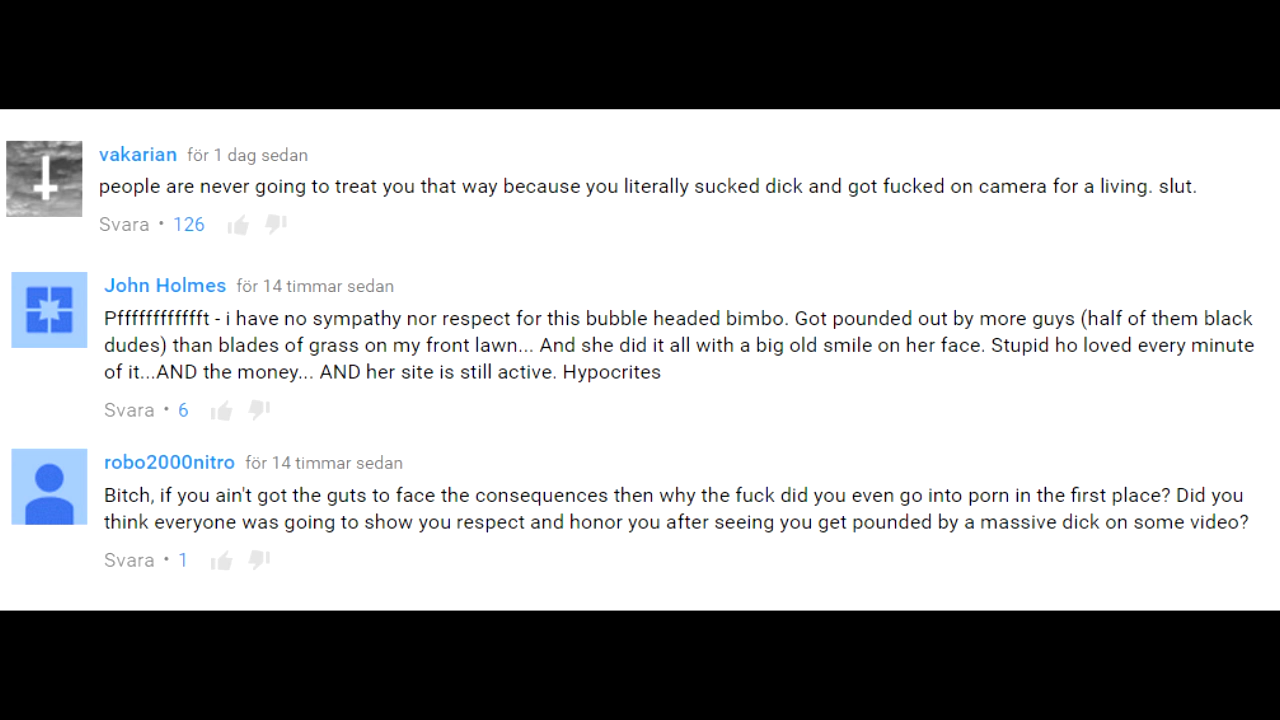 vakarian för 1 dag sedan
people are never going to treat you that way because you literally sucked dick and got fucked on camera for a living. slut.
Svara • 126
John Holmes för 14 timmar sedan
Pfffffffffffft - i have no sympathy nor respect for this bubble headed bimbo. Got pounded out by more guys (half of them black
dudes) than blades of grass on my front lawn... And she did it all with a big old smile on her face. Stupid ho loved every minute
of it...AND the money... AND her site is still active. Hypocrites
Svara • 6
robo2000nitro för 14 timmar sedan
Bitch, if you ain't got the guts to face the consequences then why the fuck did you even go into porn in the first place? Did you
think everyone was going to show you respect and honor you after seeing you get pounded by a massive dick on some video?
Svara • 1